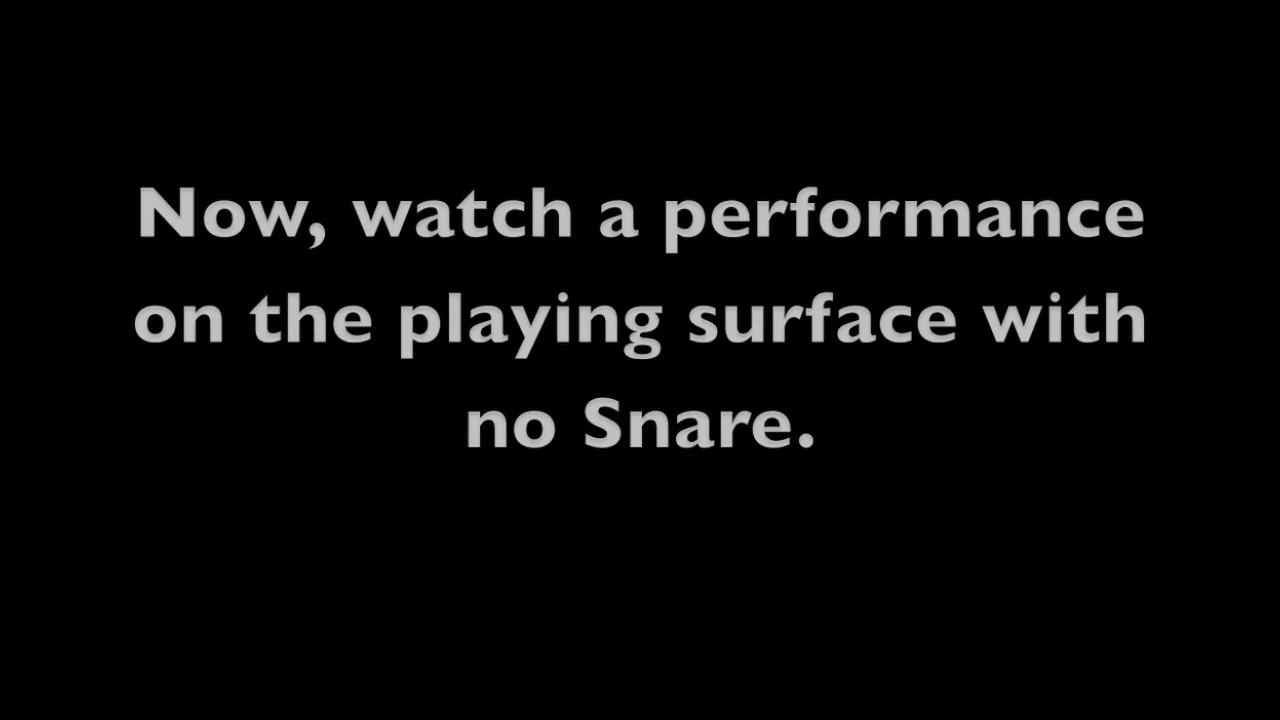 Now, watch a performance
on the playing surface with
no Snare.